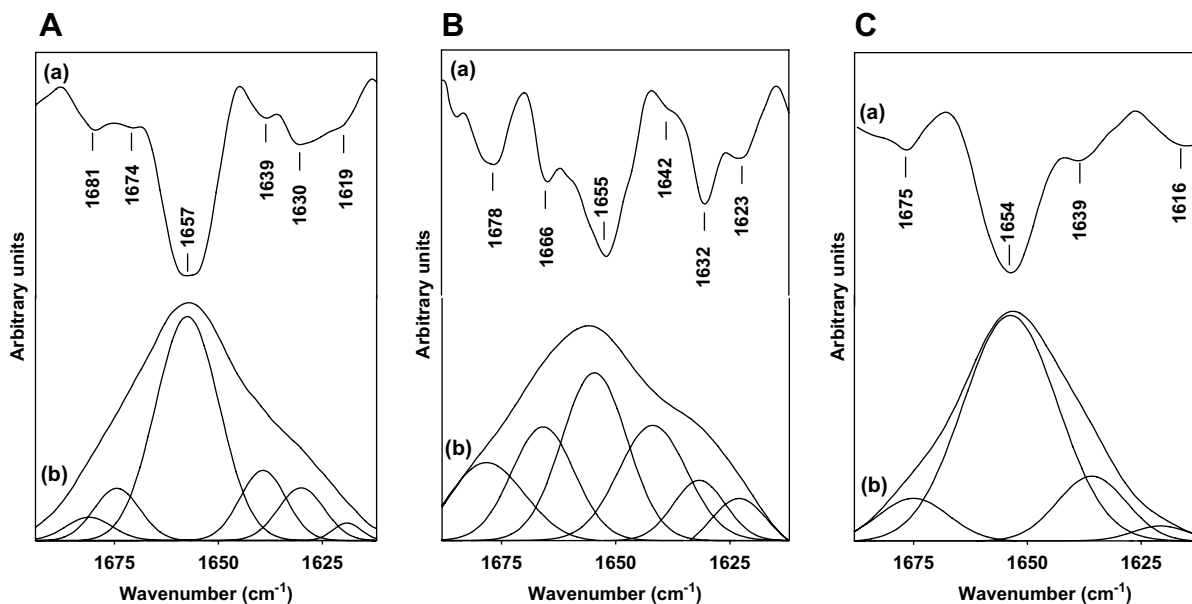 A
(a)
1681
1674
1657
1639
1630
1619
Arbitrary units
(b)
1675
1650
1625
Wavenumber (cm-1)
B
(a)
1678
1666
1655
1642
1632
1623
Arbitrary units
(b)
1675
1650
1625
Wavenumber (cm-1)
C
(a)
1675
1654
1639
1616
Arbitrary units
(b)
1675
1650
1625
Wavenumber (cm-1)